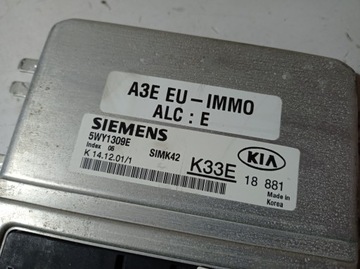 A3E EU-IMMO
ALC : E
SIEMENS
5WY1309E
Index 06 SIMK42
K 14.12.01/1
K33E
KIA
18 881
Made in
Korea